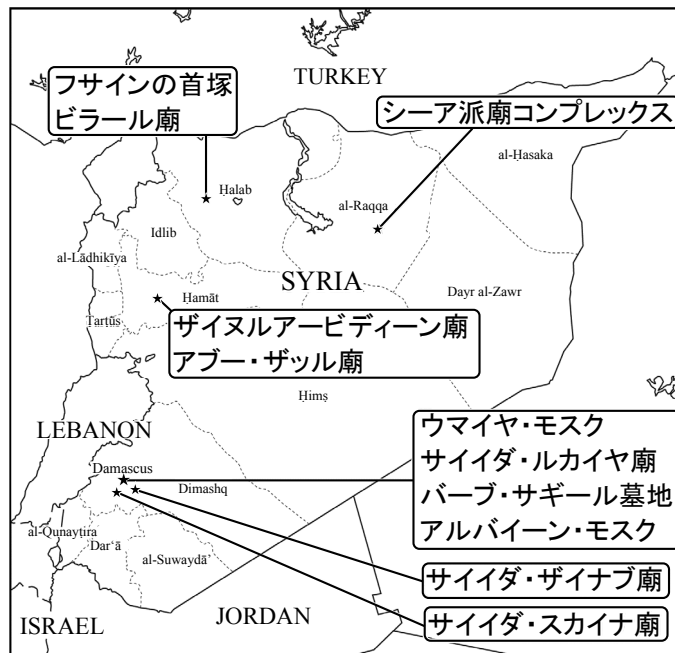 TURKEY
フサインの首塚
ビラール廟
シーア派廟コンプレックス
al-Ḥasaka
Ḥalab
al-Raqqa
Idlib
al-Lādhikīya
SYRIA
Dayr al-Zawr
Ḥamāt
Ṭarṭūs
ザイヌルアービディーン廟
アブー・ザッル廟
Ḥimṣ
LEBANON
ウマイヤ・モスク
サイイダ・ルカイヤ廟
バーブ・サギール墓地
アルバイーン・モスク
Damascus
Dimashq
al-Qunayṭira
Dar‘ā
al-Suwaydā’
サイイダ・ザイナブ廟
サイイダ・スカイナ廟
ISRAEL
JORDAN